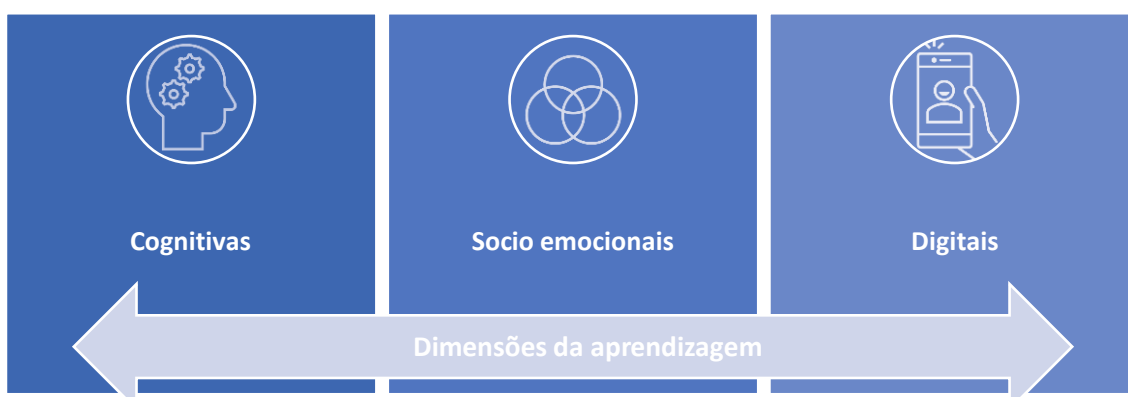 Cognitivas
Socio emocionais
Digitais
Dimensões da aprendizagem